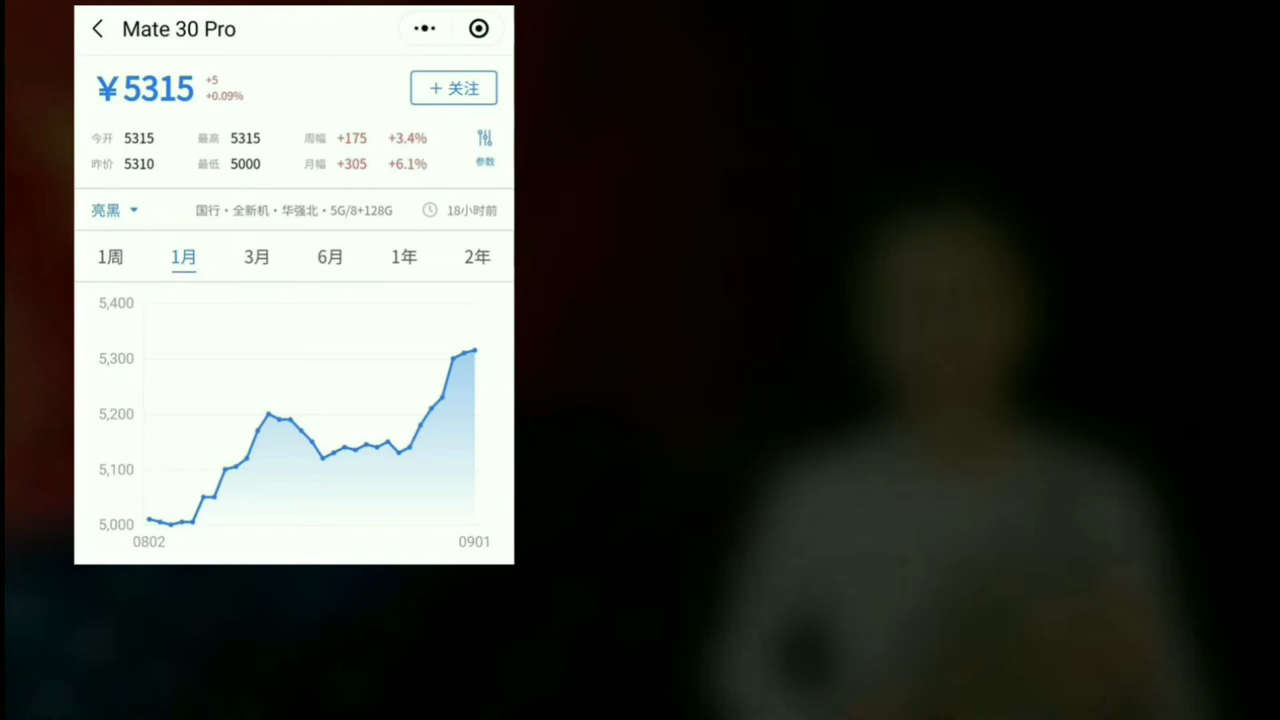 Mate 30 Pro
￥5315 +5 +0.09% ＋ 关注
今开 5315 最高 5315 周幅 +175 +3.4%
昨价 5310 最低 5000 月幅 +305 +6.1% 参数
亮黑 国行・全新机・华强北・5G/8+128G 18小时前
1周 1月 3月 6月 1年 2年
5,400
5,300
5,200
5,100
5,000
0802 0901